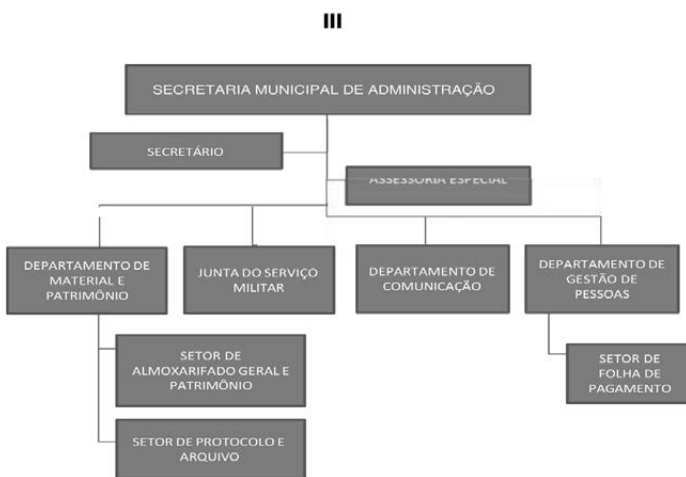 III
SECRETARIA MUNICIPAL DE ADMINISTRAÇÃO
SECRETÁRIO
ASSESSORIA ESPECIAL
DEPARTAMENTO DE
MATERIAL E
PATRIMÔNIO
JUNTA DO SERVIÇO
MILITAR
DEPARTAMENTO DE
COMUNICAÇÃO
DEPARTAMENTO DE
GESTÃO DE
PESSOAS
SETOR DE
ALMOXARIFADO GERAL E
PATRIMÔNIO
SETOR DE
FOLHA DE
PAGAMENTO
SETOR DE PROTOCOLO E
ARQUIVO